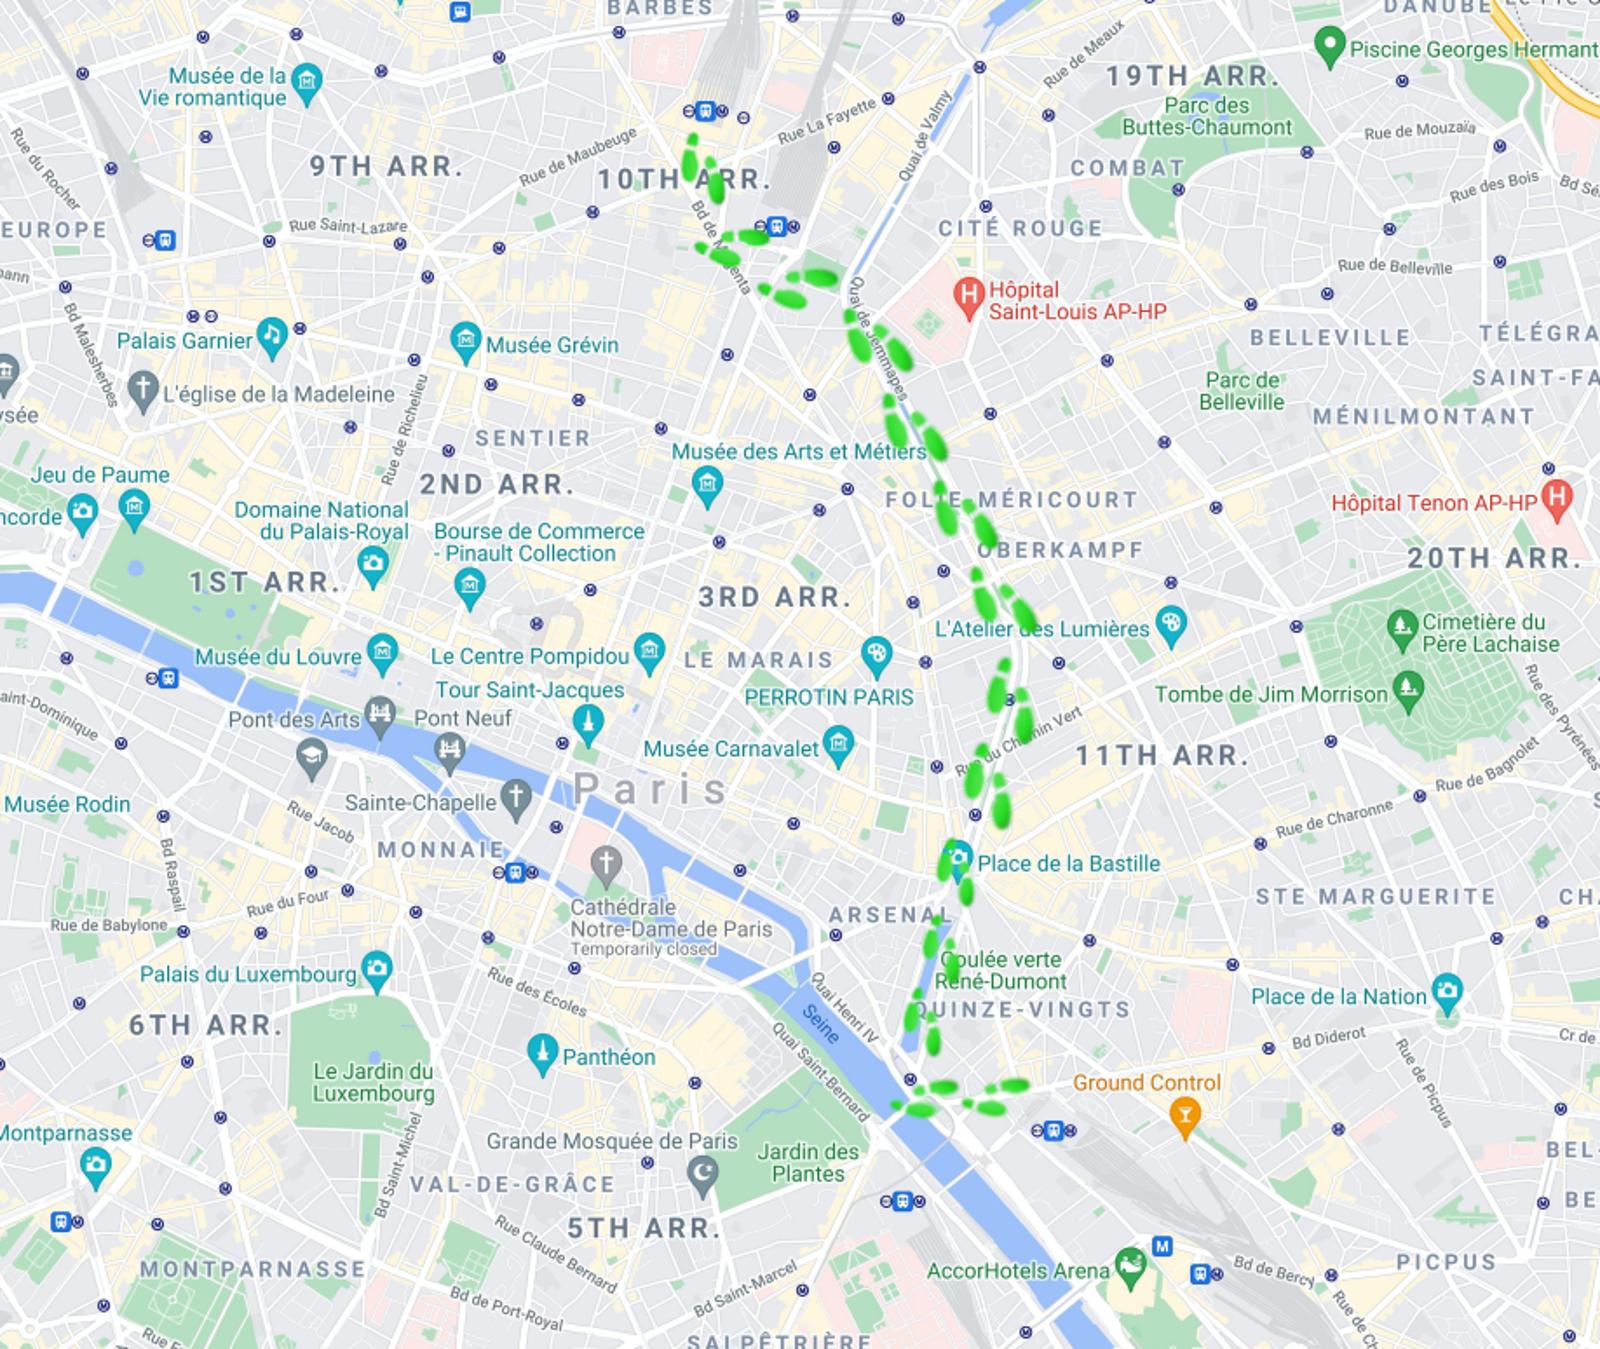 BARBÈS
DANUBE
Piscine Georges Hermant
Musée de la
Vie romantique
Rue de Meaux
19TH ARR.
Parc des
Buttes-Chaumont
Rue La Fayette
Quai de Valmy
Rue de Mouzaïa
Rue du Rocher
9TH ARR.
Rue de Maubeuge
10TH ARR.
COMBAT
Rue des Bois
EUROPE
Rue Saint-Lazare
CITÉ ROUGE
Rue de Belleville
Bd Malesherbes
Hôpital
Saint-Louis AP-HP
Palais Garnier
Musée Grévin
BELLEVILLE
TÉLÉGRA
L'église de la Madeleine
Rue de Richelieu
Parc de
Belleville
SAINT-FA
MÉNILMONTANT
ysée
SENTIER
Musée des Arts et Métiers
Jeu de Paume
2ND ARR.
FOLIE-MÉRICOURT
Hôpital Tenon AP-HP
ncorde
Domaine National
du Palais-Royal
Bourse de Commerce
- Pinault Collection
OBERKAMPF
20TH ARR.
1ST ARR.
3RD ARR.
L'Atelier des Lumières
Cimetière du
Père Lachaise
Musée du Louvre
Le Centre Pompidou
LE MARAIS
Tour Saint-Jacques
PERROTIN PARIS
Tombe de Jim Morrison
aint-Dominique
Pont des Arts
Pont Neuf
Musée Carnavalet
Rue du Chemin Vert
11TH ARR.
Rue des Pyrénées
Rue de Bagnolet
Musée Rodin
Sainte-Chapelle
Paris
Rue Jacob
Rue de Charonne
MONNAIE
Bd Raspail
Place de la Bastille
Rue du Four
STE MARGUERITE
CHA
Rue de Babylone
Cathédrale
Notre-Dame de Paris
Temporarily closed
ARSENAL
Palais du Luxembourg
Rue des Écoles
Coulée verte
René-Dumont
QUINZE-VINGTS
Place de la Nation
Quai Henri IV
Seine
6TH ARR.
Quai Saint-Bernard
Bd Diderot
Cr de
Panthéon
Rue de Picpus
Le Jardin du
Luxembourg
Ground Control
Montparnasse
Grande Mosquée de Paris
Jardin des
Plantes
BEL-
Bd Saint-Michel
VAL-DE-GRÂCE
BE
5TH ARR.
Rue Claude Bernard
MONTPARNASSE
Bd Saint-Marcel
AccorHotels Arena
M
Bd de Bercy
PICPUS
Bd de Port-Royal
SALPÊTRIÈRE